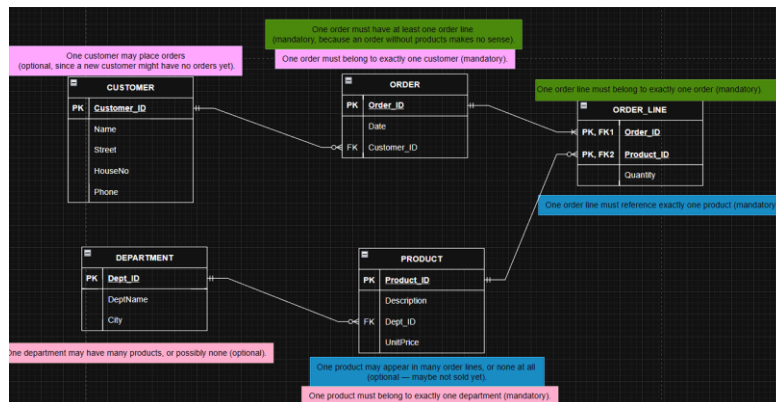 One order must have at least one order line
(mandatory, because an order without products makes no sense).
One customer may place orders
(optional, since a new customer might have no orders yet).
One order must belong to exactly one customer (mandatory).
CUSTOMER
PK Customer_ID
Name
Street
HouseNo
Phone
ORDER
PK Order_ID
Date
FK Customer_ID
One order line must belong to exactly one order (mandatory).
ORDER_LINE
PK, FK1 Order_ID
PK, FK2 Product_ID
Quantity
One order line must reference exactly one product (mandatory
DEPARTMENT
PK Dept_ID
DeptName
City
PRODUCT
PK Product_ID
Description
FK Dept_ID
UnitPrice
One department may have many products, or possibly none (optional).
One product may appear in many order lines, or none at all
(optional — maybe not sold yet).
One product must belong to exactly one department (mandatory).